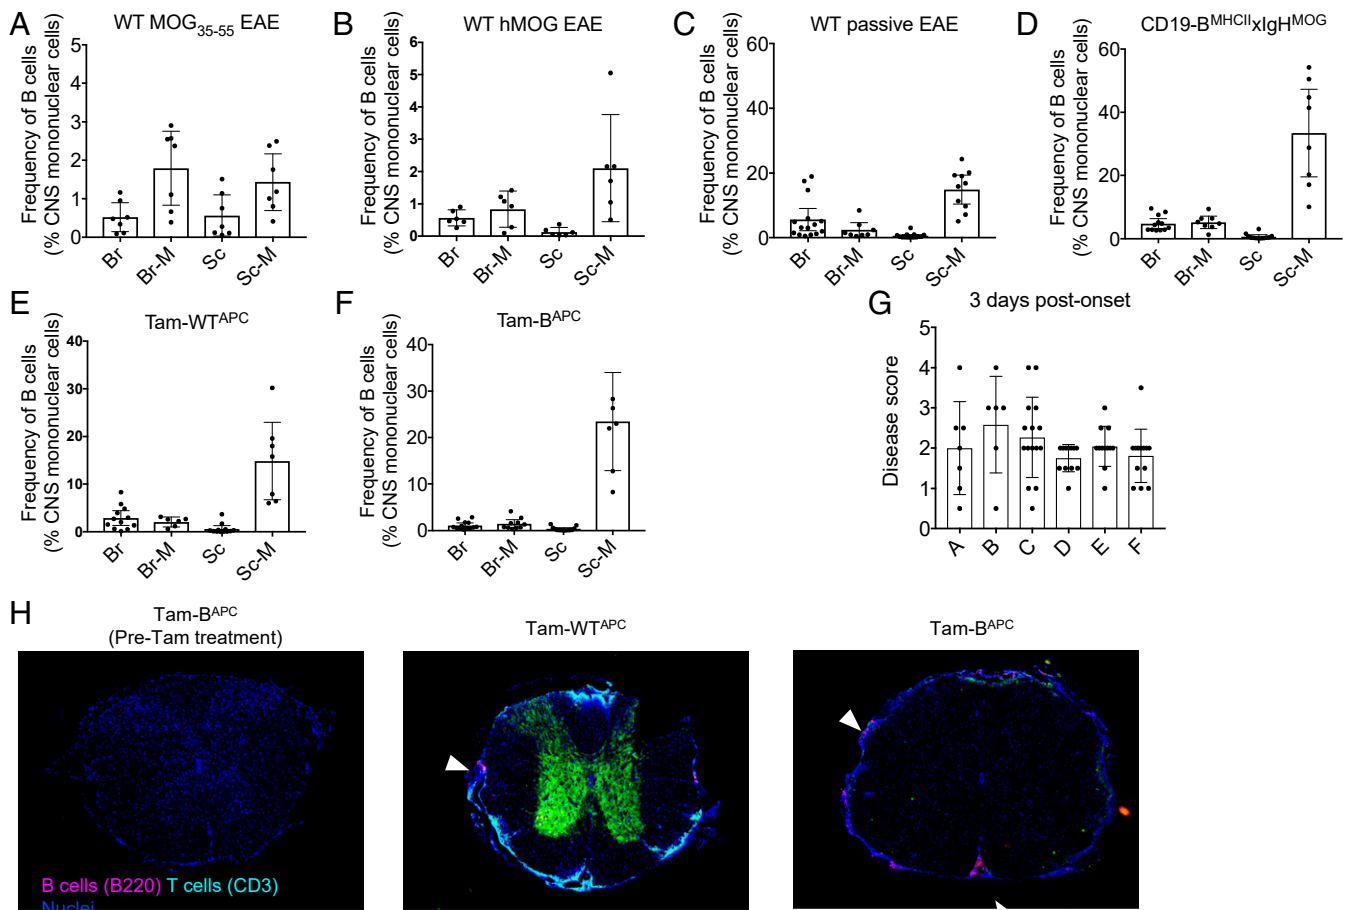 A
WT MOG35-55 EAE
Frequency of B cells
(% CNS mononuclear cells)
5
4
3
2
1
0
Br
Br-M
Sc
Sc-M
B
WT hMOG EAE
Frequency of B cells
(% CNS mononuclear cells)
6
5
4
3
2
1
0
Br
Br-M
Sc
Sc-M
C
WT passive EAE
Frequency of B cells
(% CNS mononuclear cells)
60
40
20
0
Br
Br-M
Sc
Sc-M
D
CD19-BMHCIIxIgHMOG
Frequency of B cells
(% CNS mononuclear cells)
60
40
20
0
Br
Br-M
Sc
Sc-M
E
Tam-WTAPC
Frequency of B cells
(% CNS mononuclear cells)
40
30
20
10
0
Br
Br-M
Sc
Sc-M
F
Tam-BAPC
Frequency of B cells
(% CNS mononuclear cells)
40
30
20
10
0
Br
Br-M
Sc
Sc-M
G
3 days post-onset
Disease score
5
4
3
2
1
0
A
B
C
D
E
F
H
Tam-BAPC
(Pre-Tam treatment)
Tam-WTAPC
Tam-BAPC
B cells (B220) T cells (CD3)
Nuclei